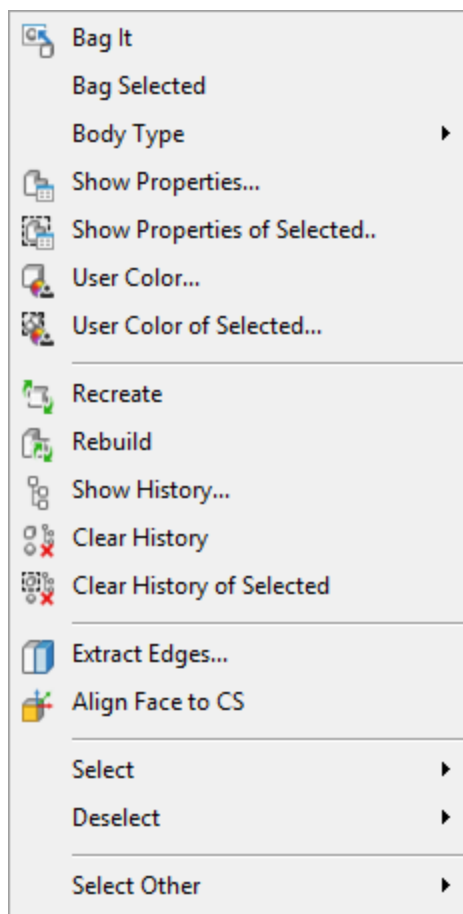 Bag It
Bag Selected
Body Type
Show Properties...
Show Properties of Selected..
User Color...
User Color of Selected...
Recreate
Rebuild
Show History...
Clear History
Clear History of Selected
Extract Edges...
Align Face to CS
Select
Deselect
Select Other